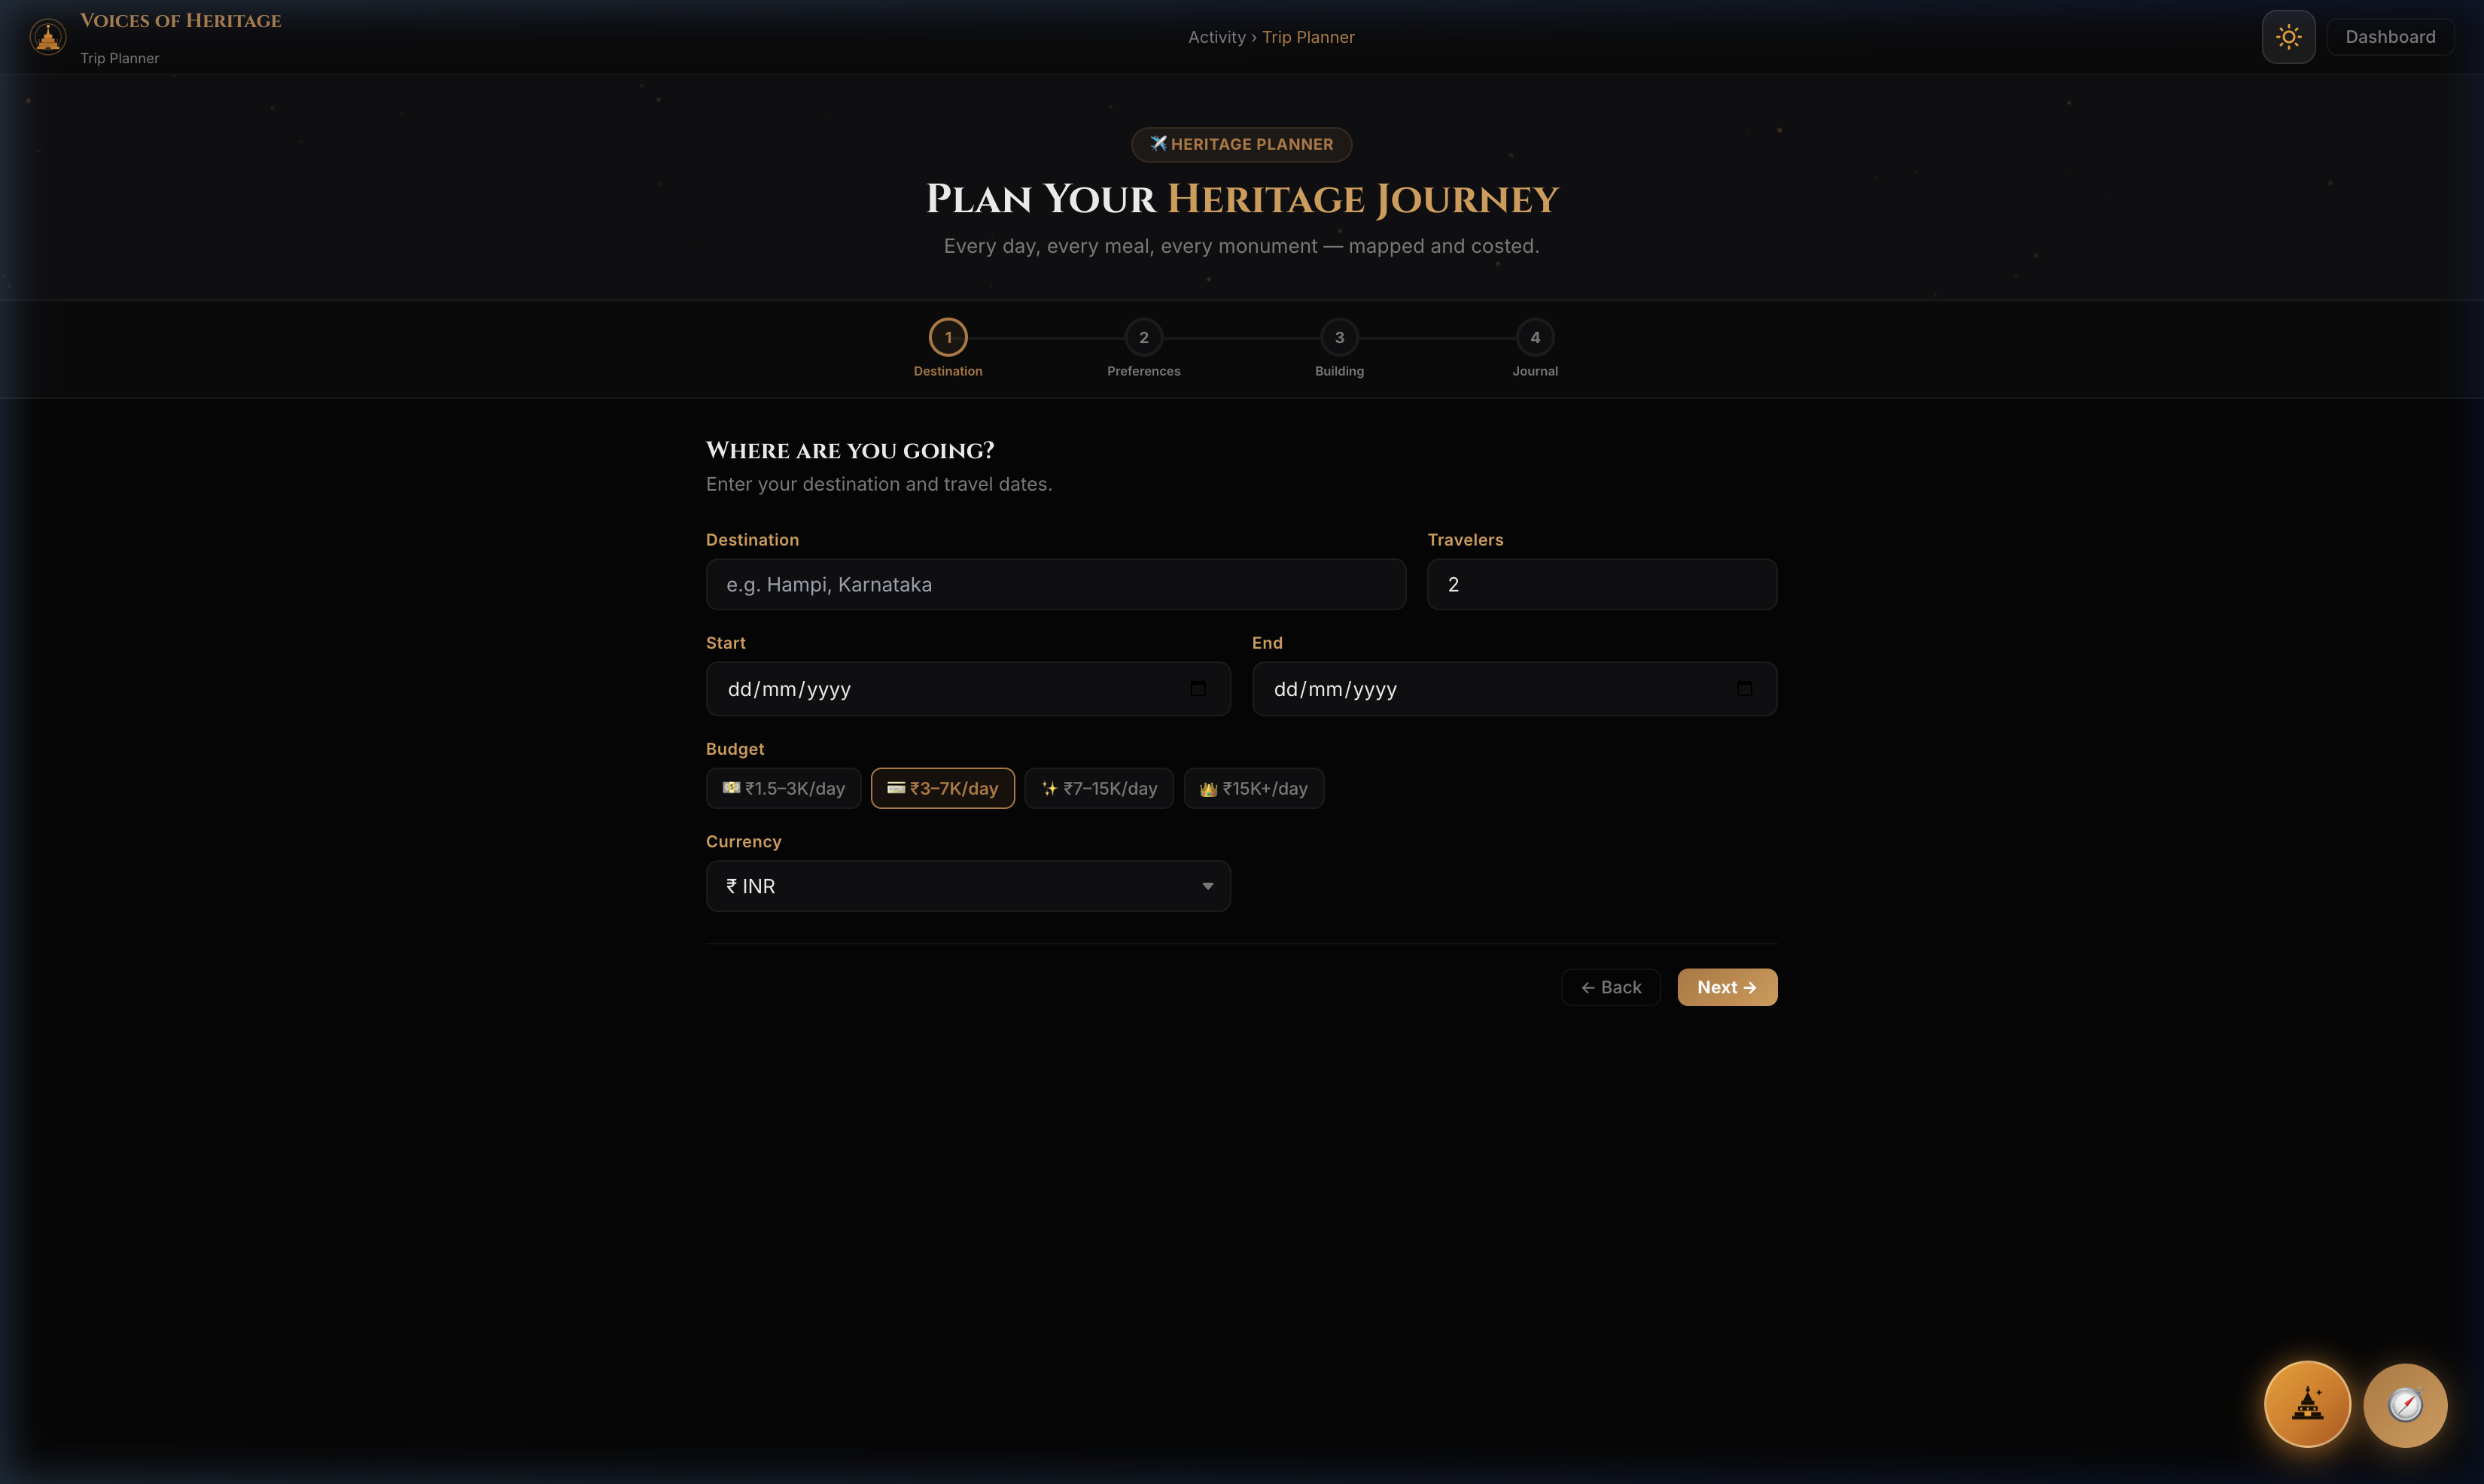 Voices of Heritage
Trip Planner
Activity › Trip Planner
Dashboard
✈️ HERITAGE PLANNER
Plan Your Heritage Journey
Every day, every meal, every monument — mapped and costed.
1
2
3
4
Destination
Preferences
Building
Journal
Where are you going?
Enter your destination and travel dates.
Destination
Travelers
e.g. Hampi, Karnataka
2
Start
End
dd/mm/yyyy
dd/mm/yyyy
Budget
💵 ₹1.5–3K/day
💳 ₹3–7K/day
✨ ₹7–15K/day
👑 ₹15K+/day
Currency
₹ INR
← Back
Next →